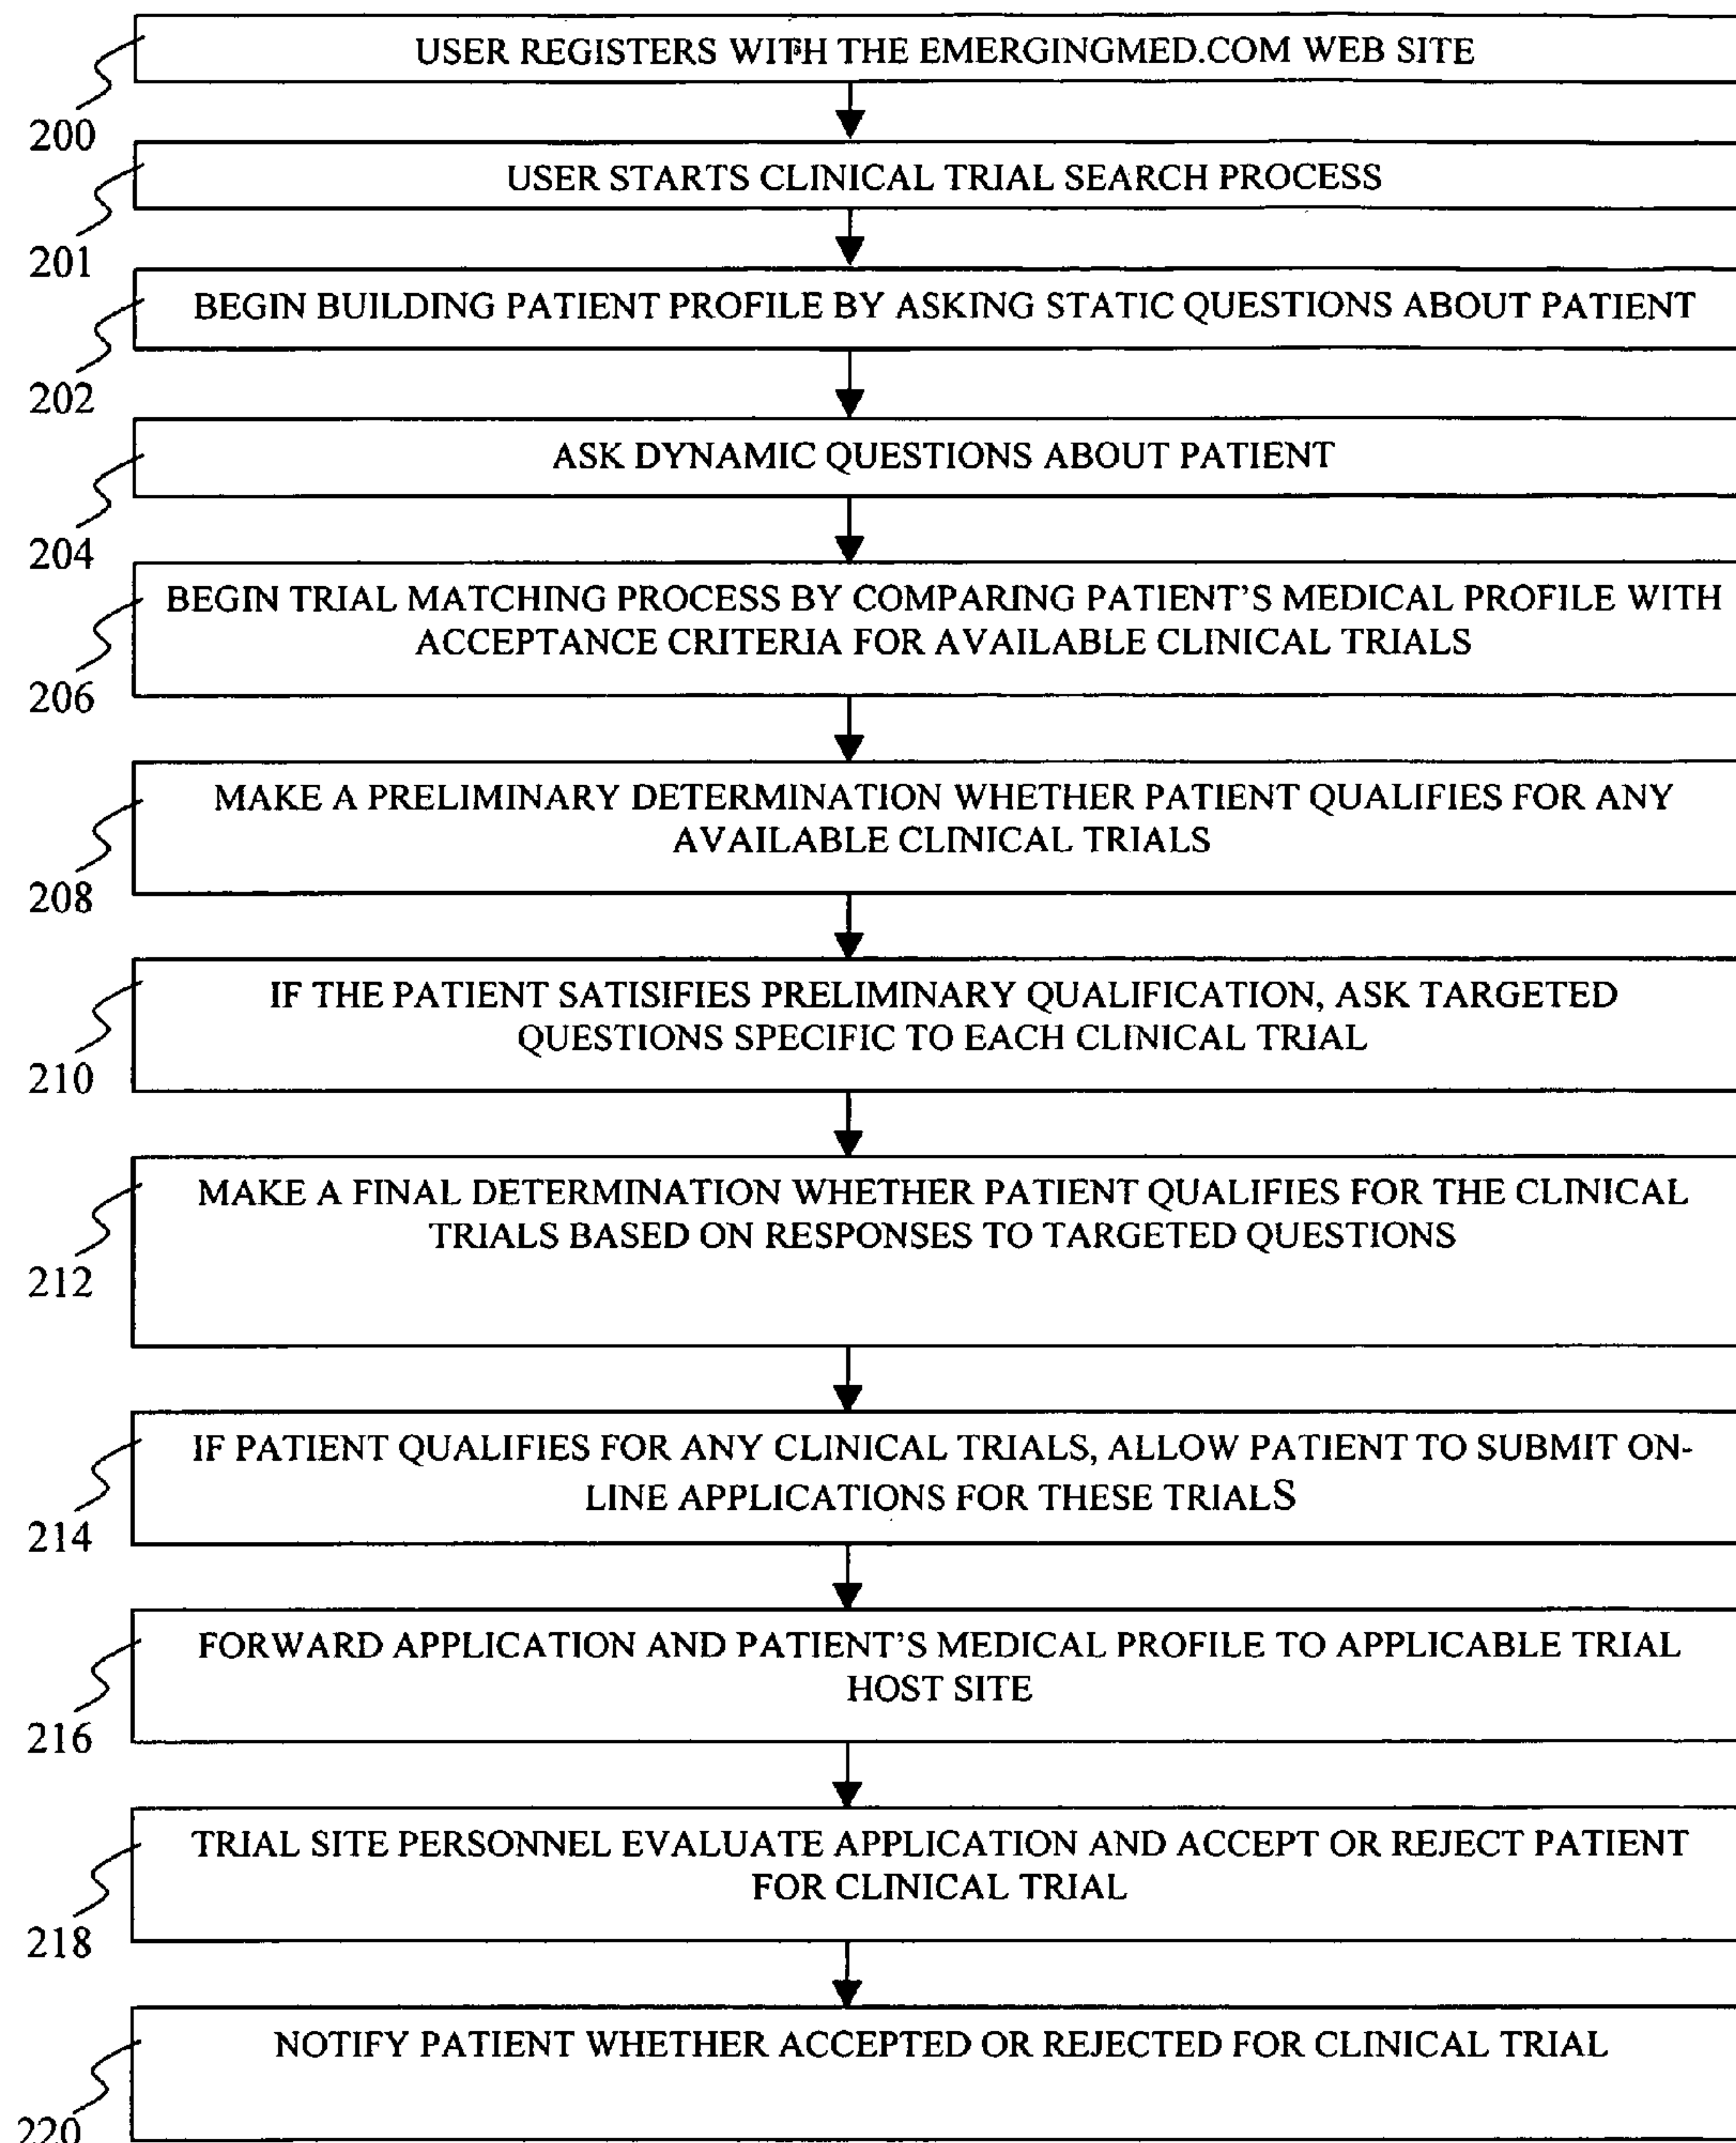 USER REGISTERS WITH THE EMERGINGMED.COM WEB SITE
200
USER STARTS CLINICAL TRIAL SEARCH PROCESS
201
BEGIN BUILDING PATIENT PROFILE BY ASKING STATIC QUESTIONS ABOUT PATIENT
202
ASK DYNAMIC QUESTIONS ABOUT PATIENT
204
BEGIN TRIAL MATCHING PROCESS BY COMPARING PATIENT'S MEDICAL PROFILE WITH
ACCEPTANCE CRITERIA FOR AVAILABLE CLINICAL TRIALS
206
MAKE A PRELIMINARY DETERMINATION WHETHER PATIENT QUALIFIES FOR ANY
AVAILABLE CLINICAL TRIALS
208
IF THE PATIENT SATISIFIES PRELIMINARY QUALIFICATION, ASK TARGETED
QUESTIONS SPECIFIC TO EACH CLINICAL TRIAL
210
MAKE A FINAL DETERMINATION WHETHER PATIENT QUALIFIES FOR THE CLINICAL
TRIALS BASED ON RESPONSES TO TARGETED QUESTIONS
212
IF PATIENT QUALIFIES FOR ANY CLINICAL TRIALS, ALLOW PATIENT TO SUBMIT ON-
LINE APPLICATIONS FOR THESE TRIALS
214
FORWARD APPLICATION AND PATIENT'S MEDICAL PROFILE TO APPLICABLE TRIAL
HOST SITE
216
TRIAL SITE PERSONNEL EVALUATE APPLICATION AND ACCEPT OR REJECT PATIENT
FOR CLINICAL TRIAL
218
NOTIFY PATIENT WHETHER ACCEPTED OR REJECTED FOR CLINICAL TRIAL
220